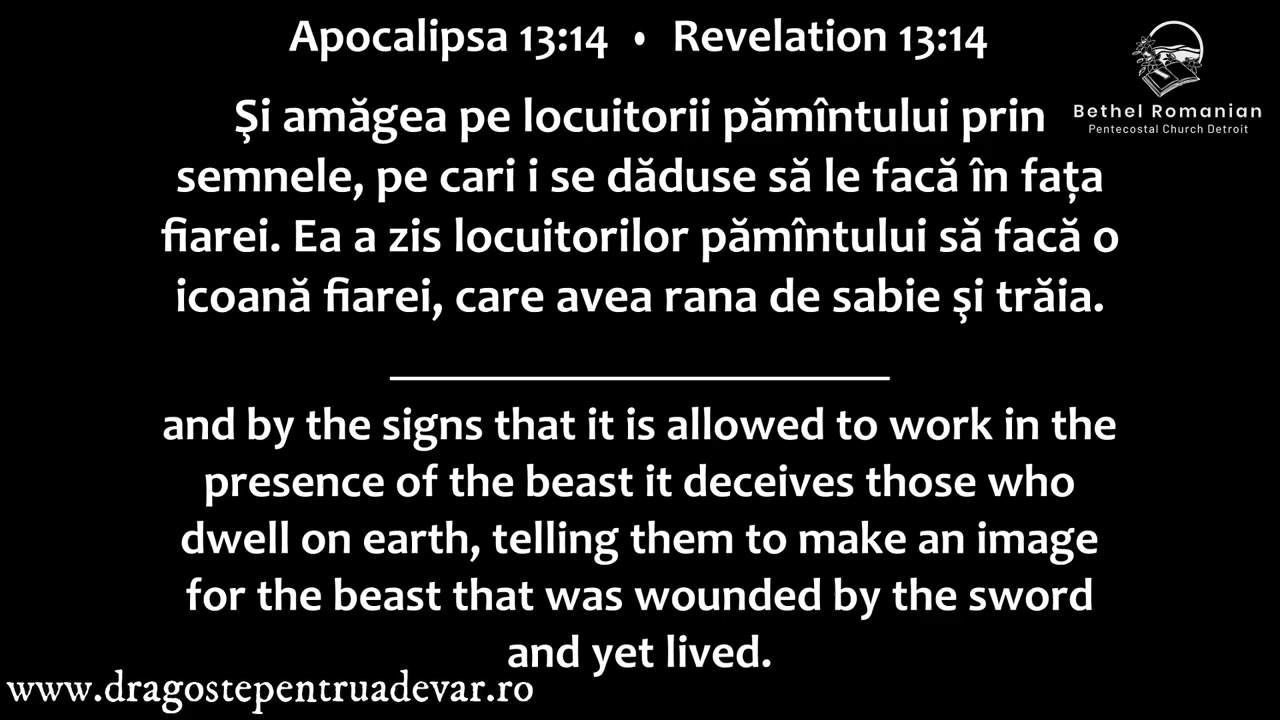 Apocalipsa 13:14 • Revelation 13:14
Bethel Romanian
Pentecostal Church Detroit
Şi amăgea pe locuitorii pămîntului prin
semnele, pe cari i se dăduse să le facă în faţa
fiarei. Ea a zis locuitorilor pămîntului să facă o
icoană fiarei, care avea rana de sabie şi trăia.
and by the signs that it is allowed to work in the
presence of the beast it deceives those who
dwell on earth, telling them to make an image
for the beast that was wounded by the sword
and yet lived.
www.dragostepentruadevar.ro